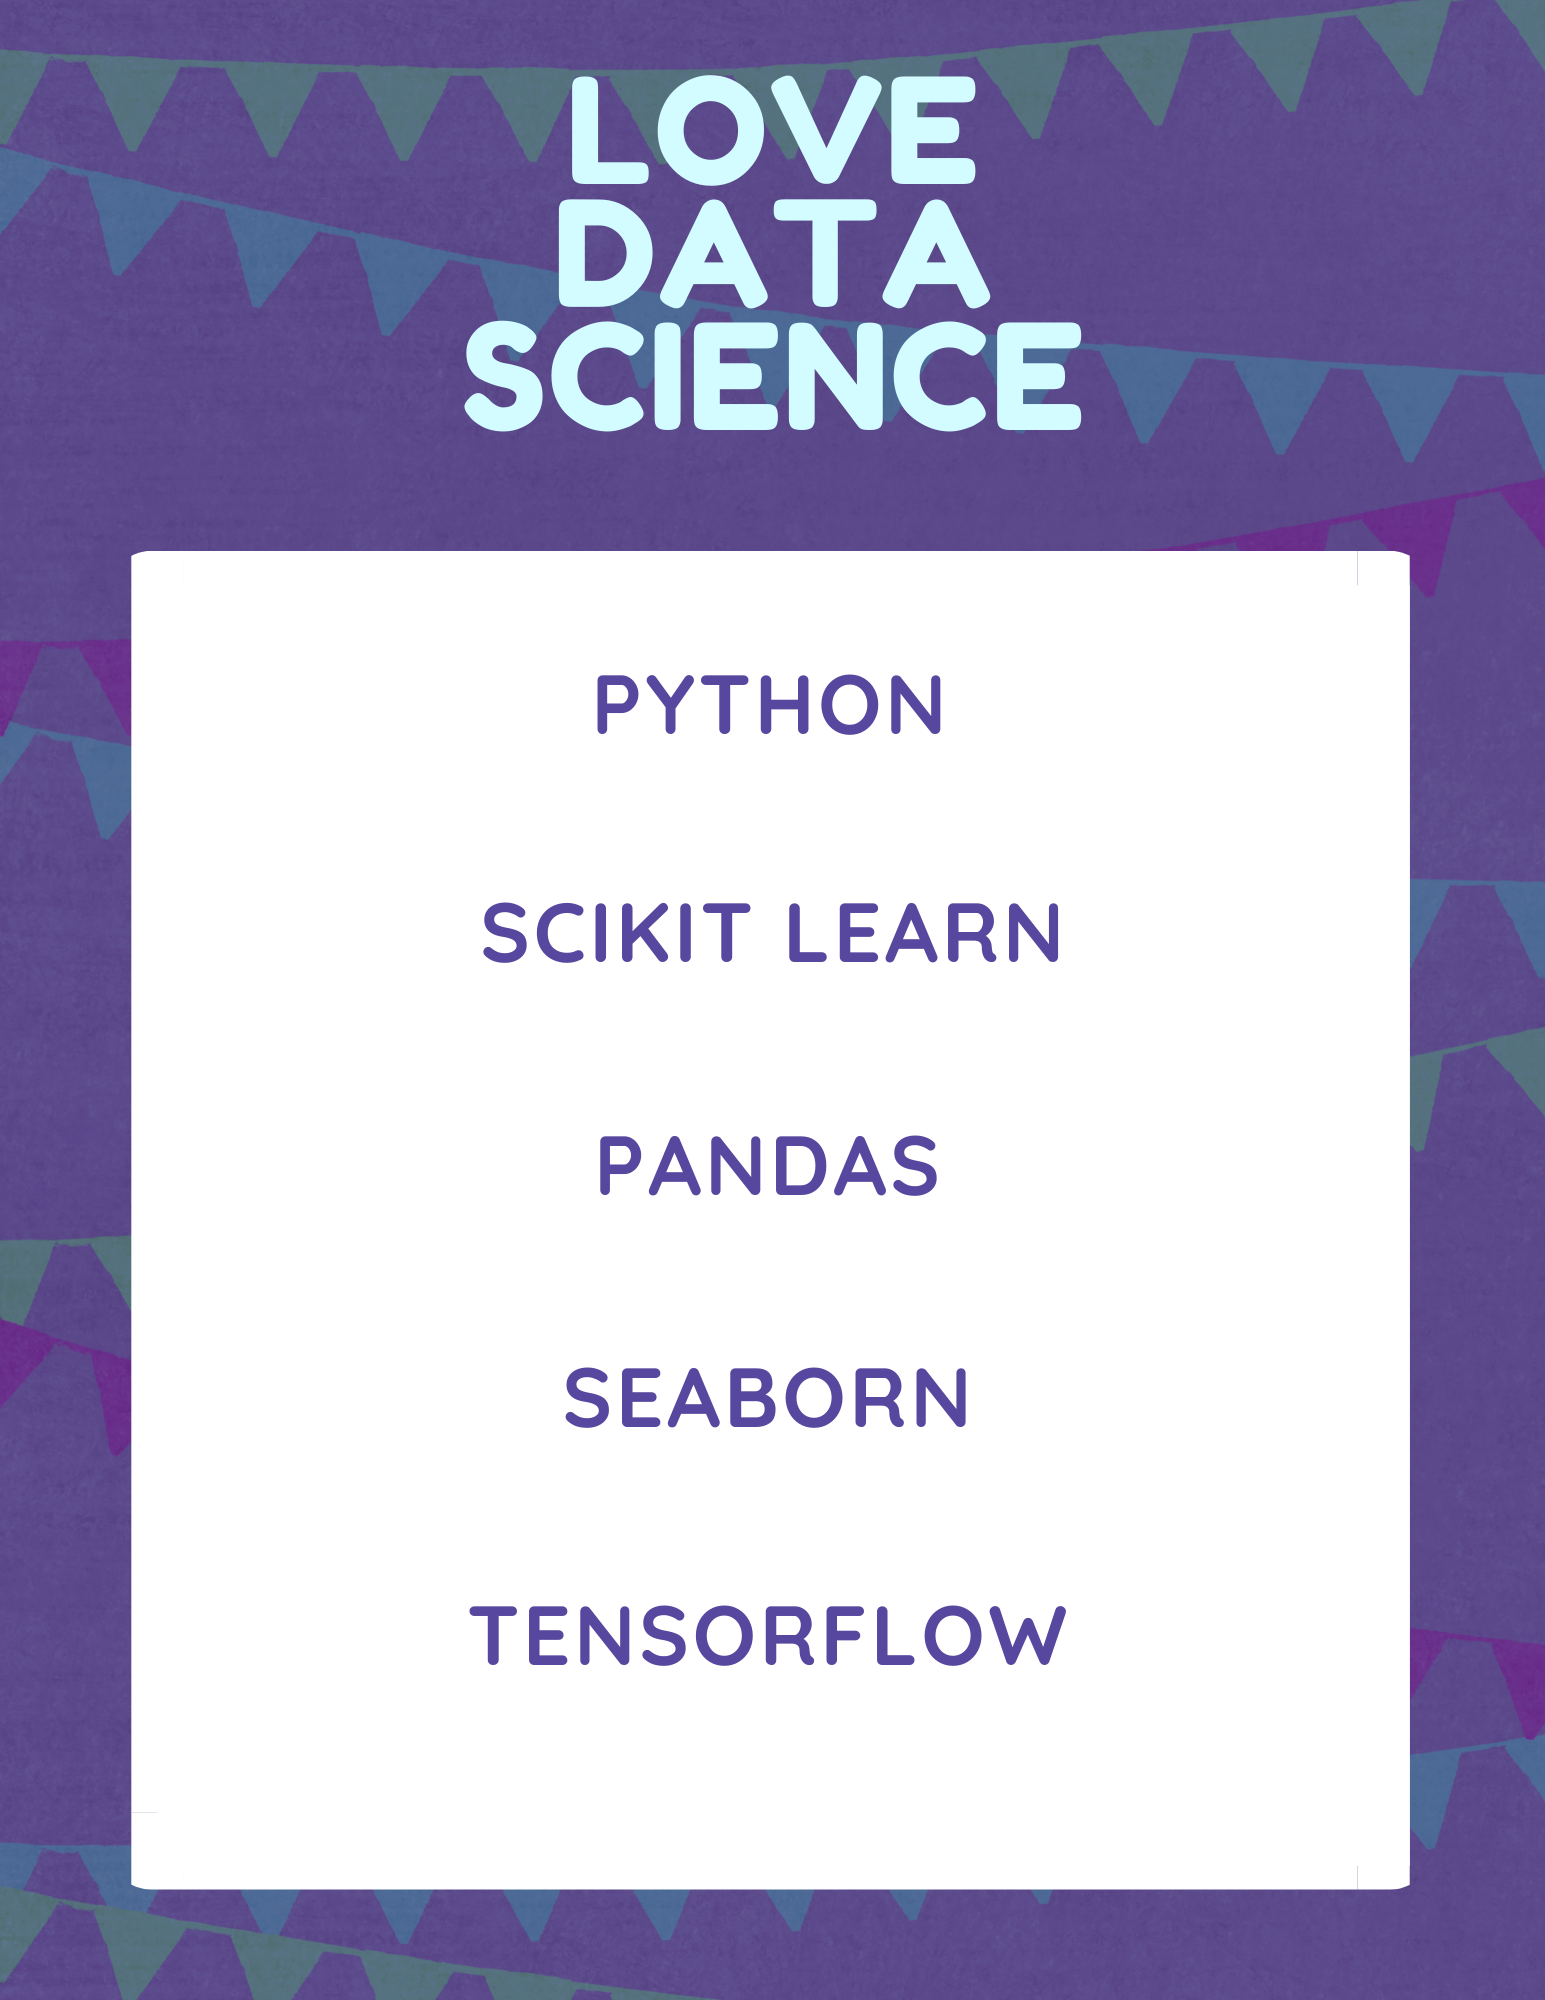 LOVE
DATA
SCIENCE
PYTHON
SCIKIT LEARN
PANDAS
SEABORN
TENSORFLOW